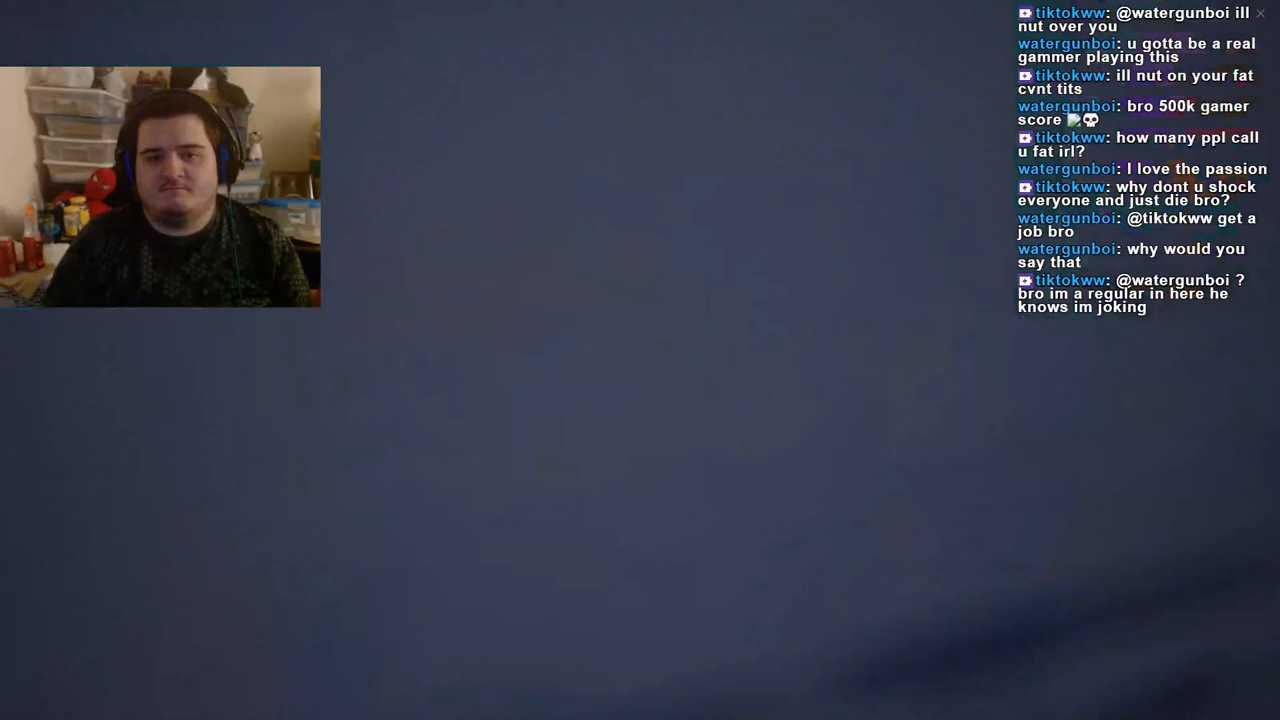 tiktokww: @watergunboi ill
nut over you
watergunboi: u gotta be a real
gammer playing this
tiktokww: ill nut on your fat
cvnt tits
watergunboi: bro 500k gamer
score
tiktokww: how many ppl call
u fat irl?
watergunboi: I love the passion
tiktokww: why dont u shock
everyone and just die bro?
watergunboi: @tiktokww get a
job bro
watergunboi: why would you
say that
tiktokww: @watergunboi ?
bro im a regular in here he
knows im joking